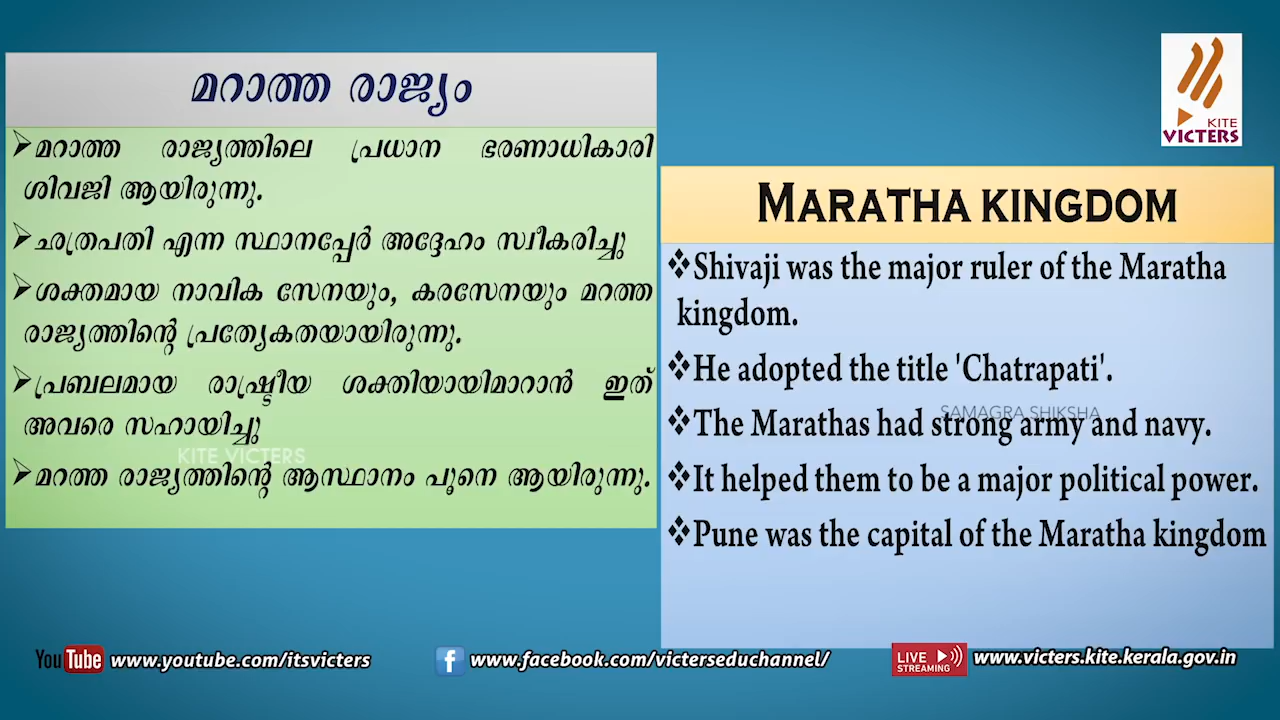 മറാത്ത രാജ്യം
➢മറാത്ത രാജ്യത്തിലെ പ്രധാന ഭരണാധികാരി
ശിവജി ആയിരുന്നു.
➢ഛത്രപതി എന്ന സ്ഥാനപ്പേർ അദ്ദേഹം സ്വീകരിച്ചു
➢ശക്തമായ നാവിക സേനയും, കരസേനയും മറത്ത
രാജ്യത്തിന്റെ പ്രത്യേകതയായിരുന്നു.
➢പ്രബലമായ രാഷ്ട്രീയ ശക്തിയായിമാറാൻ ഇത്
അവരെ സഹായിച്ചു
KITE VICTERS
➢മറത്ത രാജ്യത്തിന്റെ ആസ്ഥാനം പൂനെ ആയിരുന്നു.
KITE
VICTERS
MARATHA KINGDOM
❖Shivaji was the major ruler of the Maratha
kingdom.
❖He adopted the title 'Chatrapati'.
SAMAGRA SHIKSHA
❖The Marathas had strong army and navy.
❖It helped them to be a major political power.
❖Pune was the capital of the Maratha kingdom
YouTube www.youtube.com/itsvicters
f www.facebook.com/victerseduchannel/
LIVE
STREAMING
www.victers.kite.kerala.gov.in